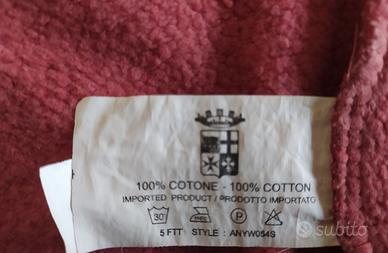 100% COTONE - 100% COTTON
IMPORTED PRODUCT / PRODOTTO IMPORTATO
30° P
5 FTT STYLE : ANYW054S
subito